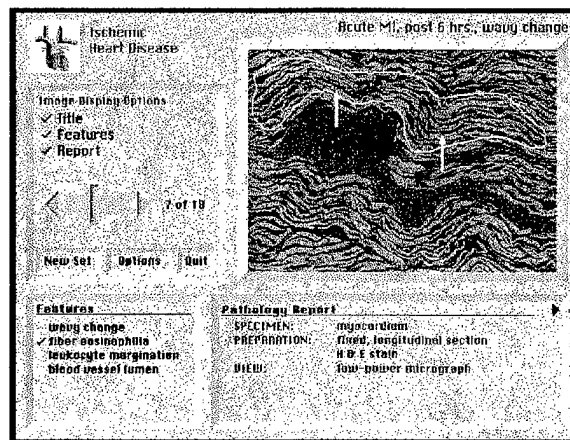 Ischemic
Heart Disease
Acute MI, post 6 hrs., wavy change
Image Display Options
✓ Title
✓ Features
✓ Report
7 of 18
New Set Options Quit
Features
wavy change
✓ fiber eosinophilia
leukocyte margination
blood vessel lumen
Pathology Report
SPECIMEN: myocardium
PREPARATION: fixed, longitudinal section
H & E stain
VIEW: low-power micrograph